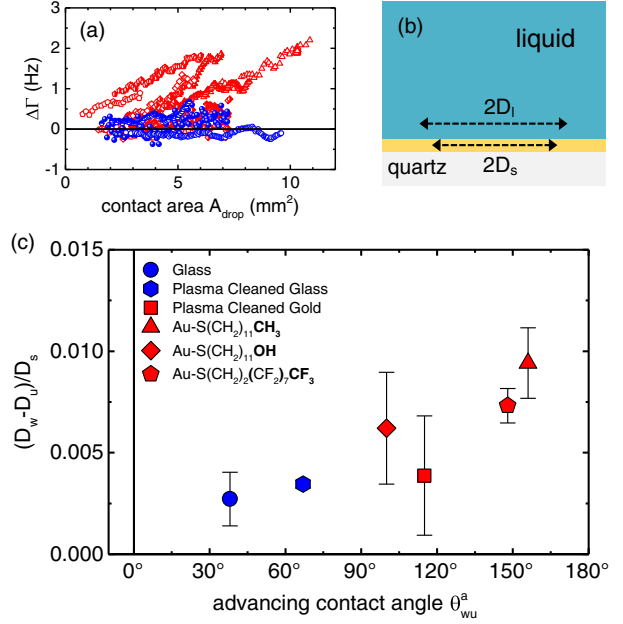 (a)
3
2
1
0
-1
ΔΓ (Hz)
0
5
10
contact area A_drop (mm²)
(b)
liquid
2D_l
quartz
2D_s
(c)
0.015
0.010
0.005
0.000
(D_w-D_u)/D_s
Glass
Plasma Cleaned Glass
Plasma Cleaned Gold
Au-S(CH₂)₁₁CH₃
Au-S(CH₂)₁₁OH
Au-S(CH₂)₂(CF₂)₇CF₃
0° 30° 60° 90° 120° 150° 180°
advancing contact angle θ^a_wu